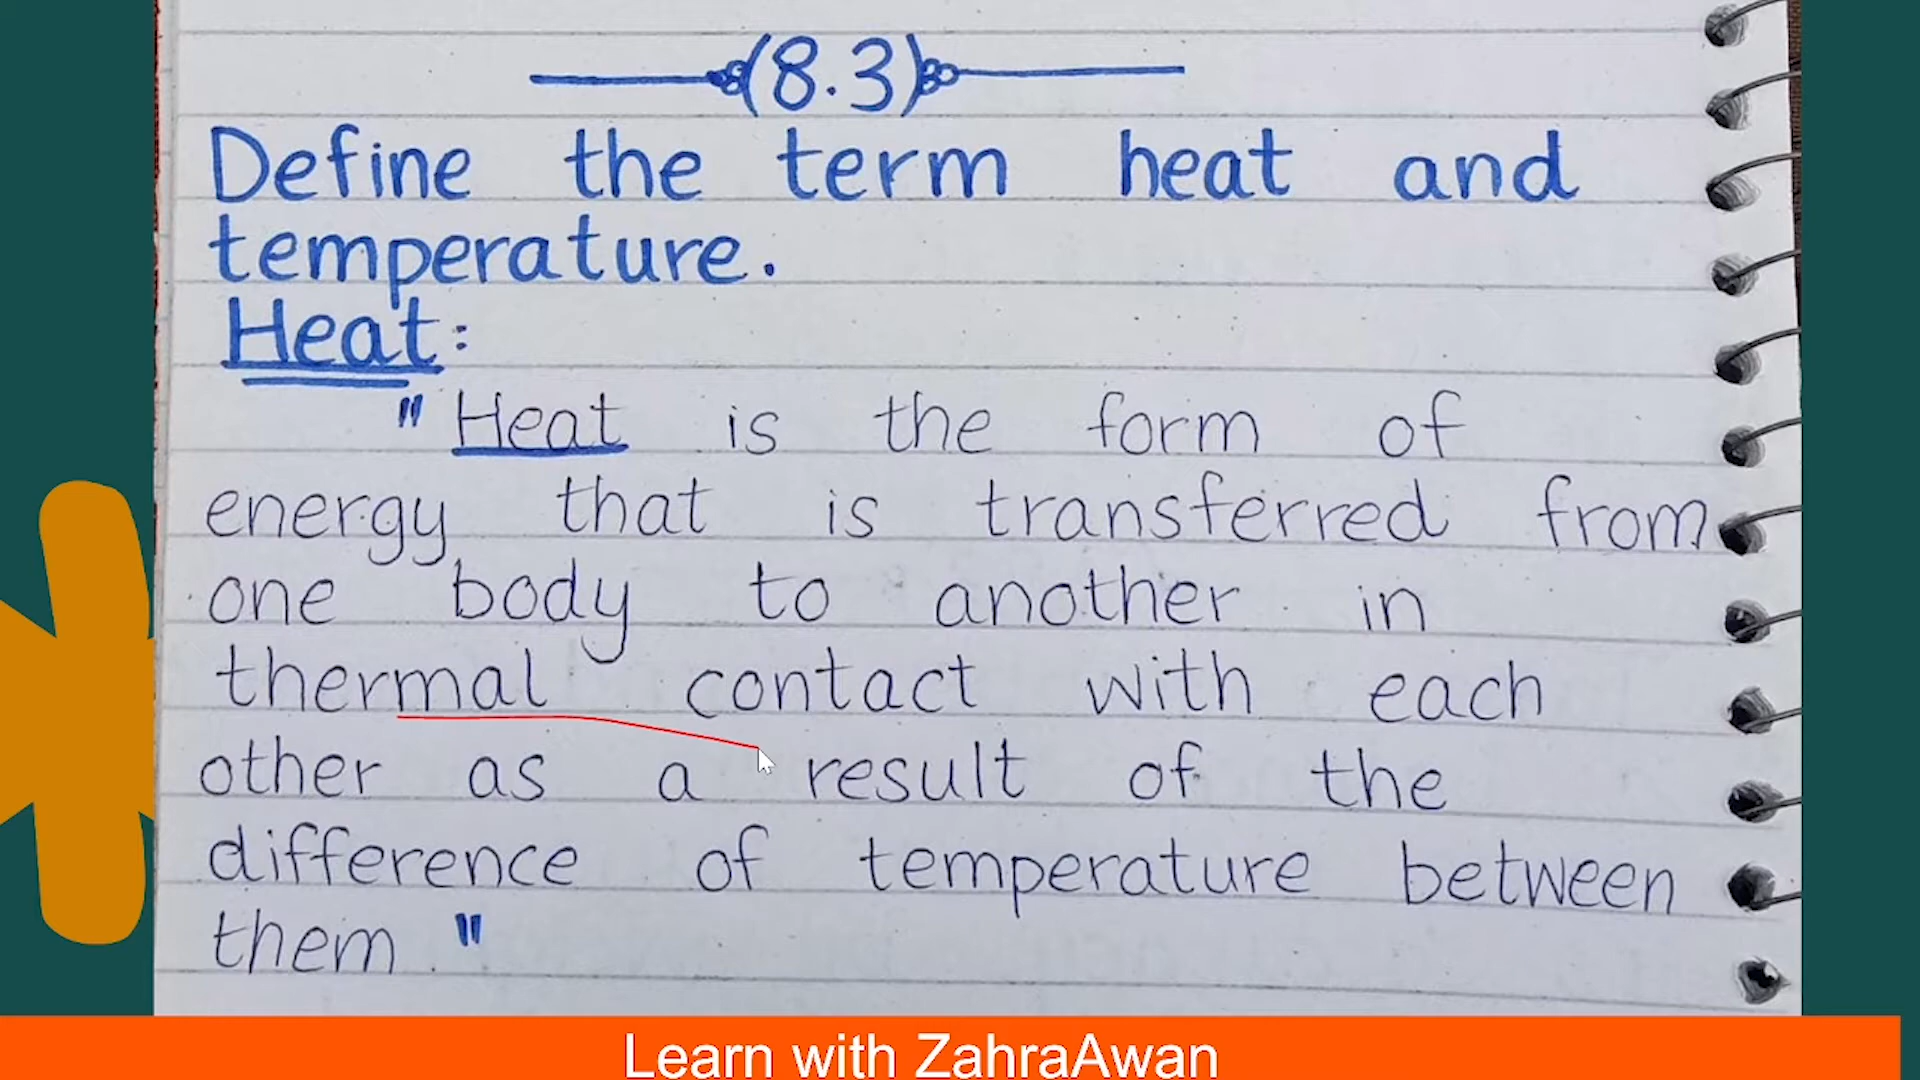 (8.3)
Define the term heat and
temperature.
Heat:
" Heat is the form of
energy that is transferred from
one body to another in
thermal contact with each
other as a result of the
difference of temperature between
them. "
Learn with ZahraAwan